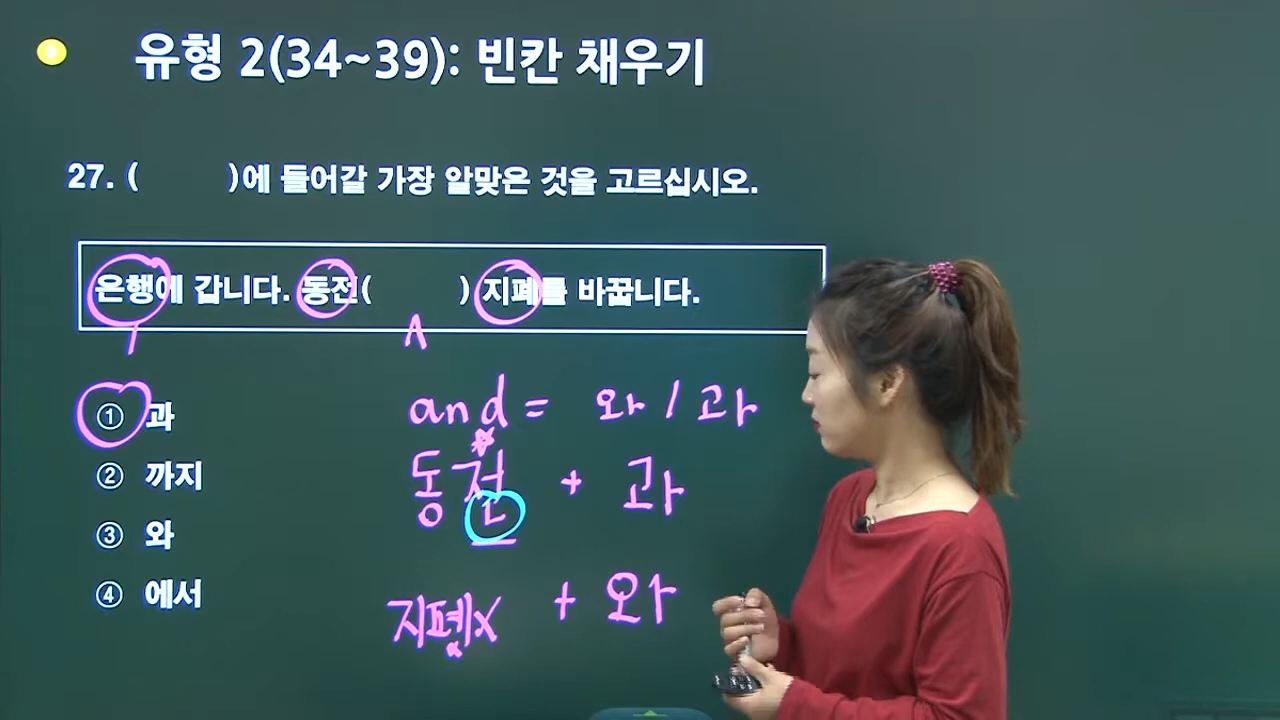 유형 2(34~39): 빈칸 채우기
27. (       )에 들어갈 가장 알맞은 것을 고르십시오.
은행에 갑니다. 동전(       ) 지폐를 바꿉니다.
① 과
② 까지
③ 와
④ 에서
and = 와 / 과
동전 + 과
지폐x + 와